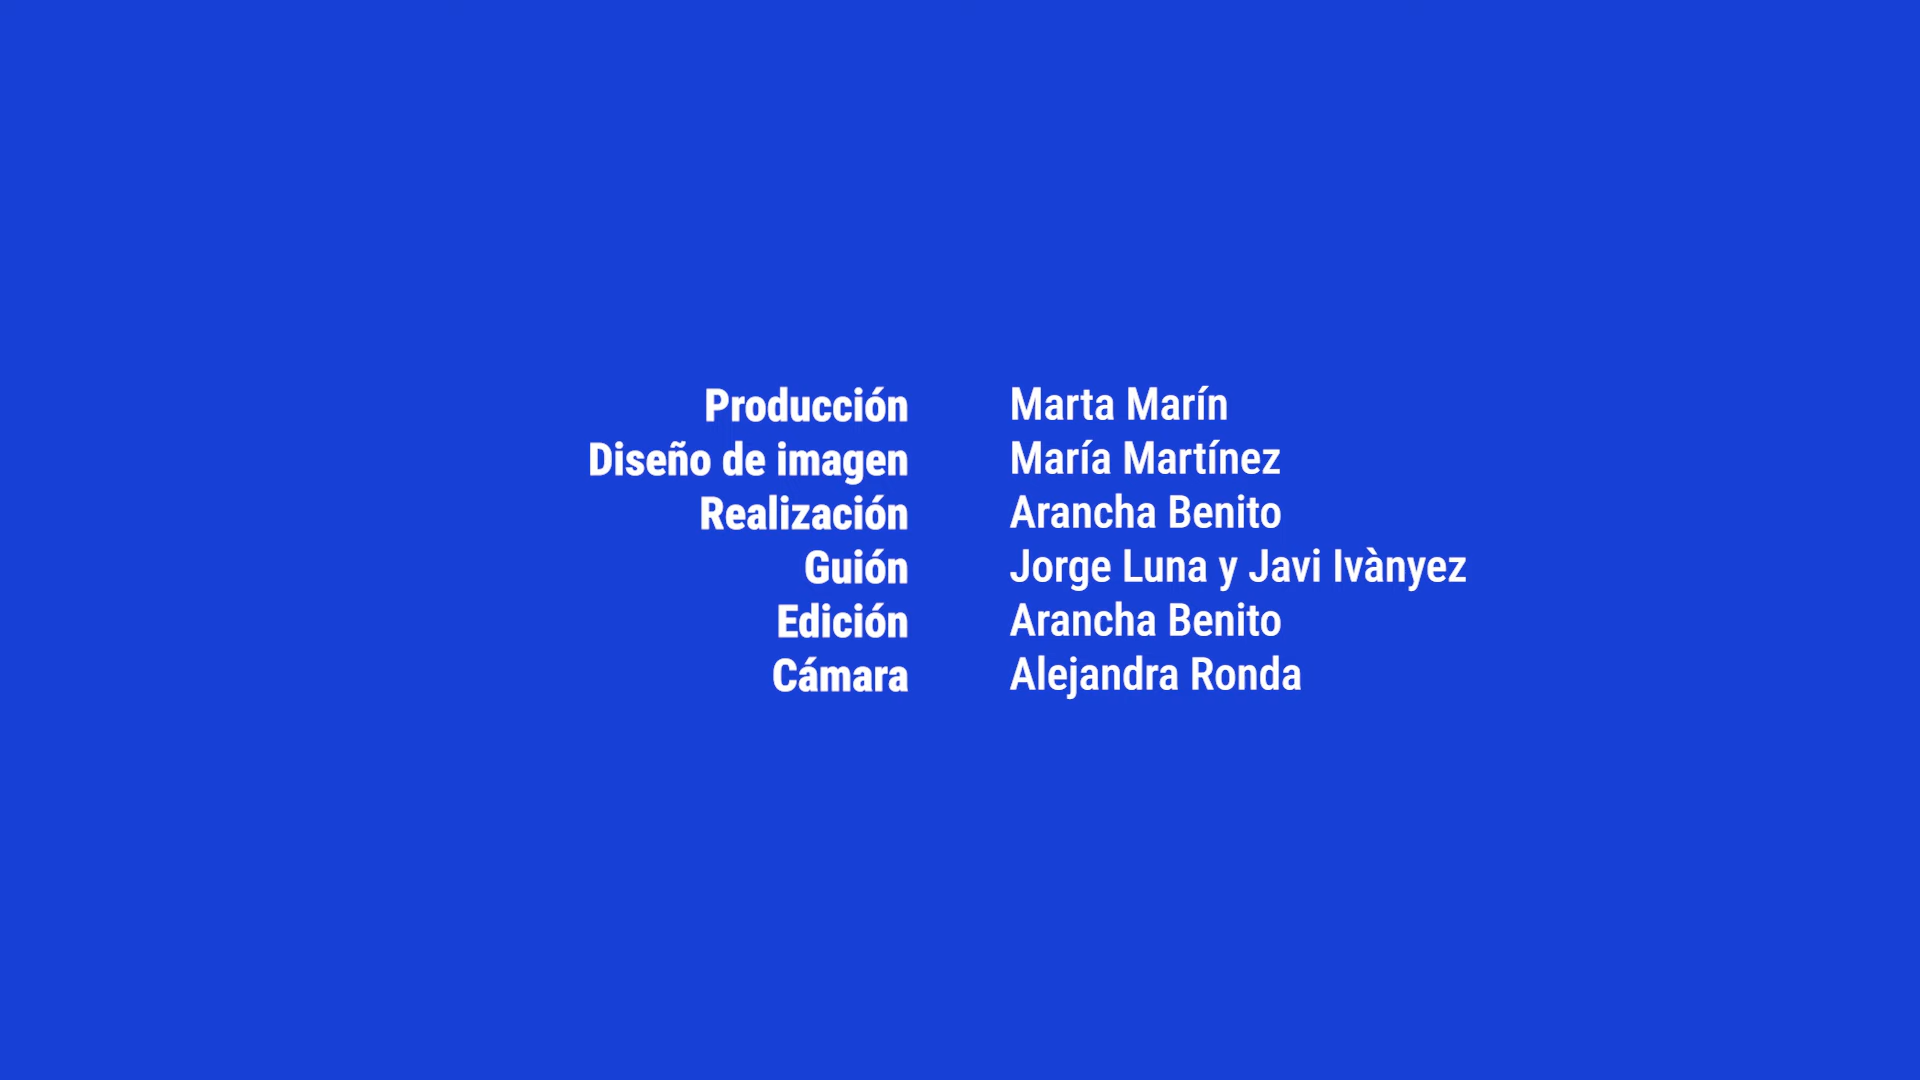 Producción Marta Marín
Diseño de imagen María Martínez
Realización Arancha Benito
Guión Jorge Luna y Javi Ivànyez
Edición Arancha Benito
Cámara Alejandra Ronda